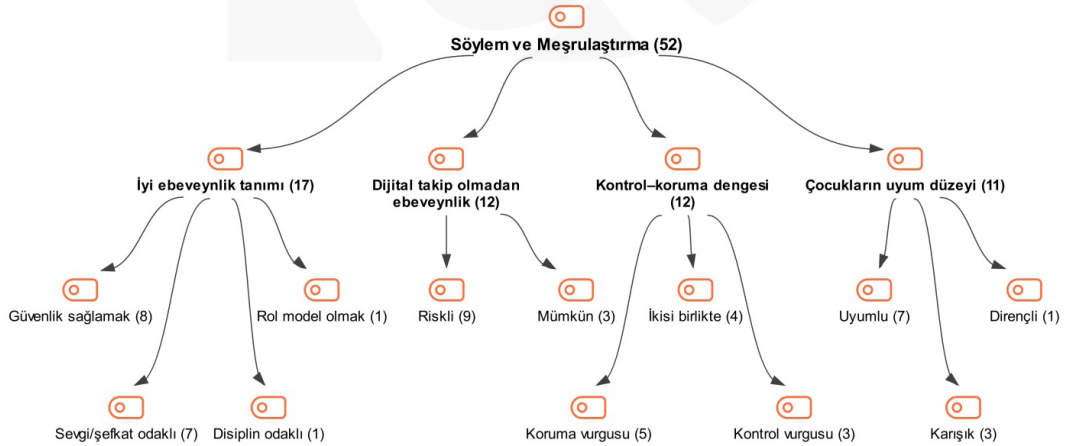 Söylem ve Meşrulaştırma (52)
İyi ebeveynlik tanımı (17)
Dijital takip olmadan
ebeveynlik (12)
Kontrol–koruma dengesi
(12)
Çocukların uyum düzeyi (11)
Güvenlik sağlamak (8)
Rol model olmak (1)
Riskli (9)
Mümkün (3)
İkisi birlikte (4)
Uyumlu (7)
Dirençli (1)
Sevgi/şefkat odaklı (7)
Disiplin odaklı (1)
Koruma vurgusu (5)
Kontrol vurgusu (3)
Karışık (3)